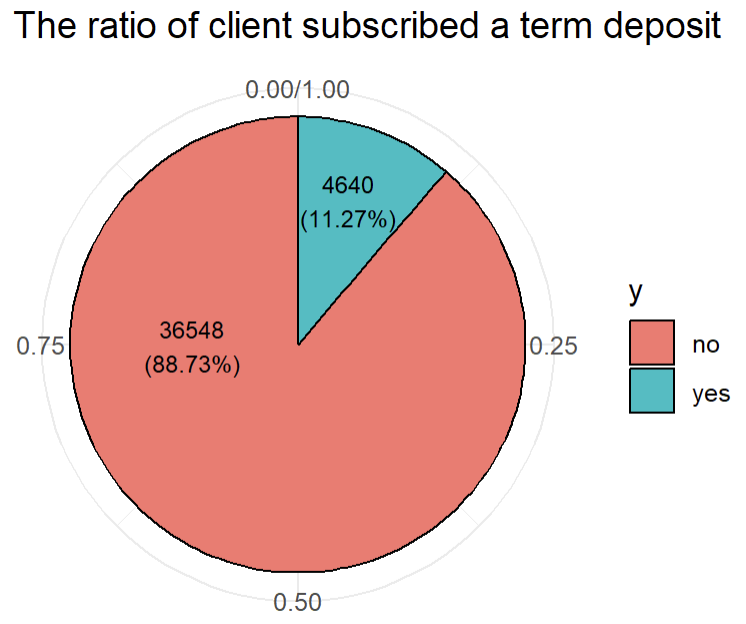 The ratio of client subscribed a term deposit
0.00/1.00
4640
(11.27%)
36548
(88.73%)
0.75
0.25
0.50
y
no
yes